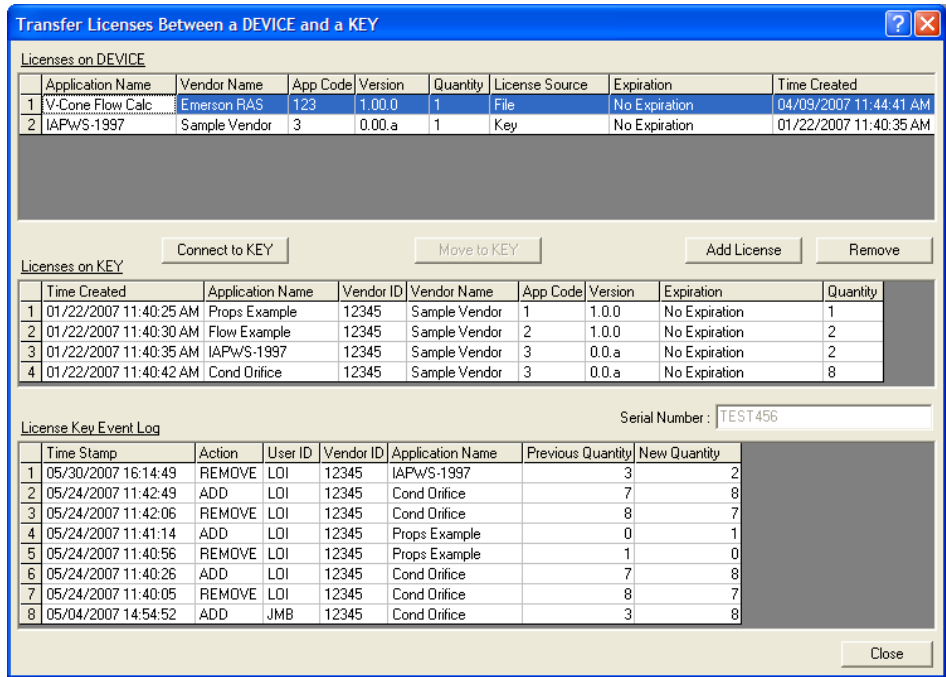 Transfer Licenses Between a DEVICE and a KEY
Licenses on DEVICE
Application Name Vendor Name App Code Version Quantity License Source Expiration Time Created
1 V-Cone Flow Calc Emerson RAS 123 1.00.0 1 File No Expiration 04/09/2007 11:44:41 AM
2 IAPWS-1997 Sample Vendor 3 0.00.a 1 Key No Expiration 01/22/2007 11:40:35 AM
Connect to KEY Move to KEY Add License Remove
Licenses on KEY
Time Created Application Name Vendor ID Vendor Name App Code Version Expiration Quantity
1 01/22/2007 11:40:25 AM Props Example 12345 Sample Vendor 1 1.0.0 No Expiration 1
2 01/22/2007 11:40:30 AM Flow Example 12345 Sample Vendor 2 1.0.0 No Expiration 2
3 01/22/2007 11:40:35 AM IAPWS-1997 12345 Sample Vendor 3 0.0.a No Expiration 2
4 01/22/2007 11:40:42 AM Cond Orifice 12345 Sample Vendor 3 0.0.a No Expiration 8
Serial Number : TEST456
License Key Event Log
Time Stamp Action User ID Vendor ID Application Name Previous Quantity New Quantity
1 05/30/2007 16:14:49 REMOVE LOI 12345 IAPWS-1997 3 2
2 05/24/2007 11:42:49 ADD LOI 12345 Cond Orifice 7 8
3 05/24/2007 11:42:06 REMOVE LOI 12345 Cond Orifice 8 7
4 05/24/2007 11:41:14 ADD LOI 12345 Props Example 0 1
5 05/24/2007 11:40:56 REMOVE LOI 12345 Props Example 1 0
6 05/24/2007 11:40:26 ADD LOI 12345 Cond Orifice 7 8
7 05/24/2007 11:40:05 REMOVE LOI 12345 Cond Orifice 8 7
8 05/04/2007 14:54:52 ADD JMB 12345 Cond Orifice 3 8
Close